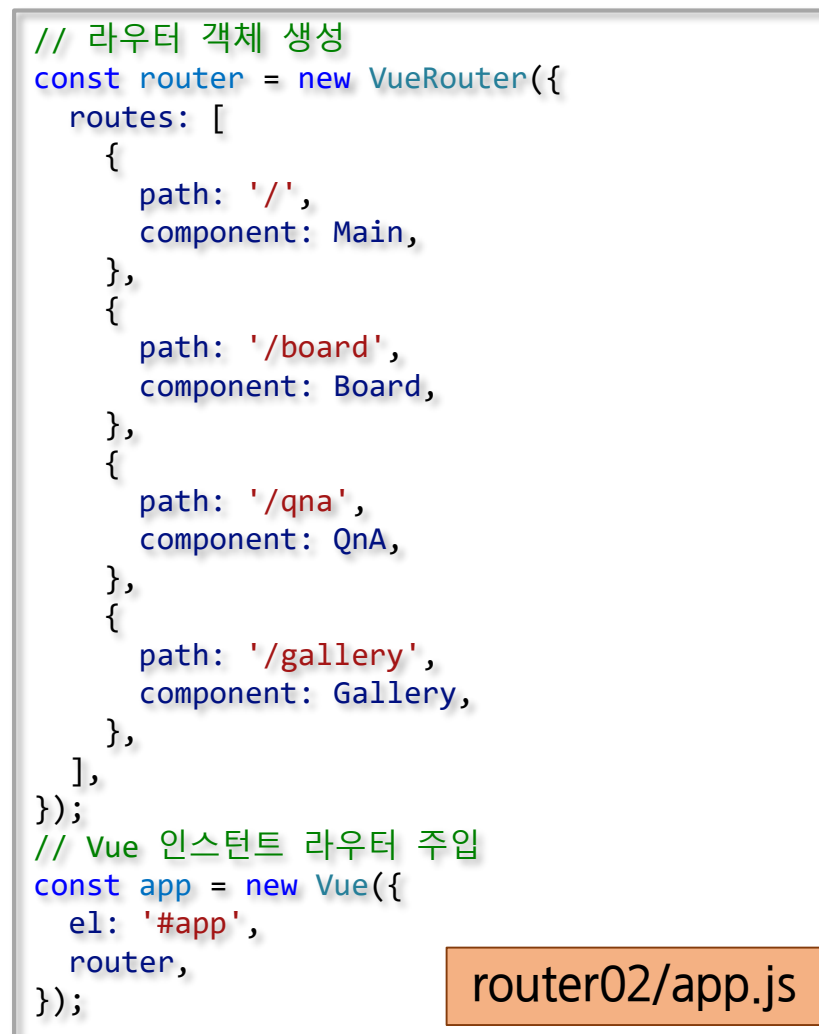 // 라우터 객체 생성
const router = new VueRouter({
  routes: [
    {
      path: '/',
      component: Main,
    },
    {
      path: '/board',
      component: Board,
    },
    {
      path: '/qna',
      component: QnA,
    },
    {
      path: '/gallery',
      component: Gallery,
    },
  ],
});
// Vue 인스턴트 라우터 주입
const app = new Vue({
  el: '#app',
  router,
});
router02/app.js